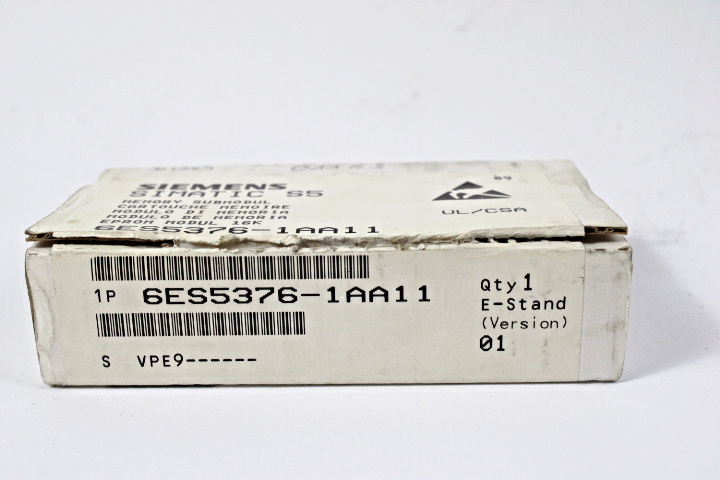 89
SIEMENS
SIMATIC S5
MEMORY SUBMODUL
CARTOUCHE MEMOIRE
MODULO DI MEMORIA
MODULO DE MEMORIA
EPROM MODUL 16K
6ES5376-1AA11
UL/CSA
1P 6ES5376-1AA11
S VPE9------
Qty 1
E-Stand
(Version)
01